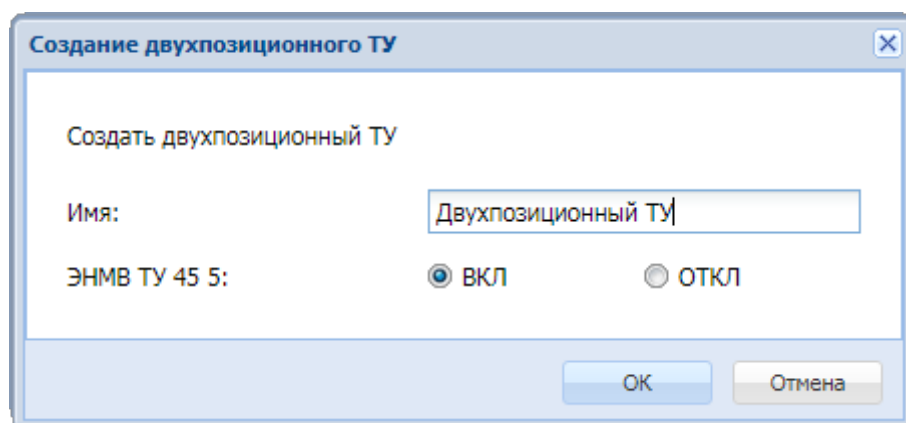 Создание двухпозиционного ТУ
Создать двухпозиционный ТУ
Имя: Двухпозиционный ТУ
ЭНМВ ТУ 45 5: ВКЛ ОТКЛ
ОК Отмена